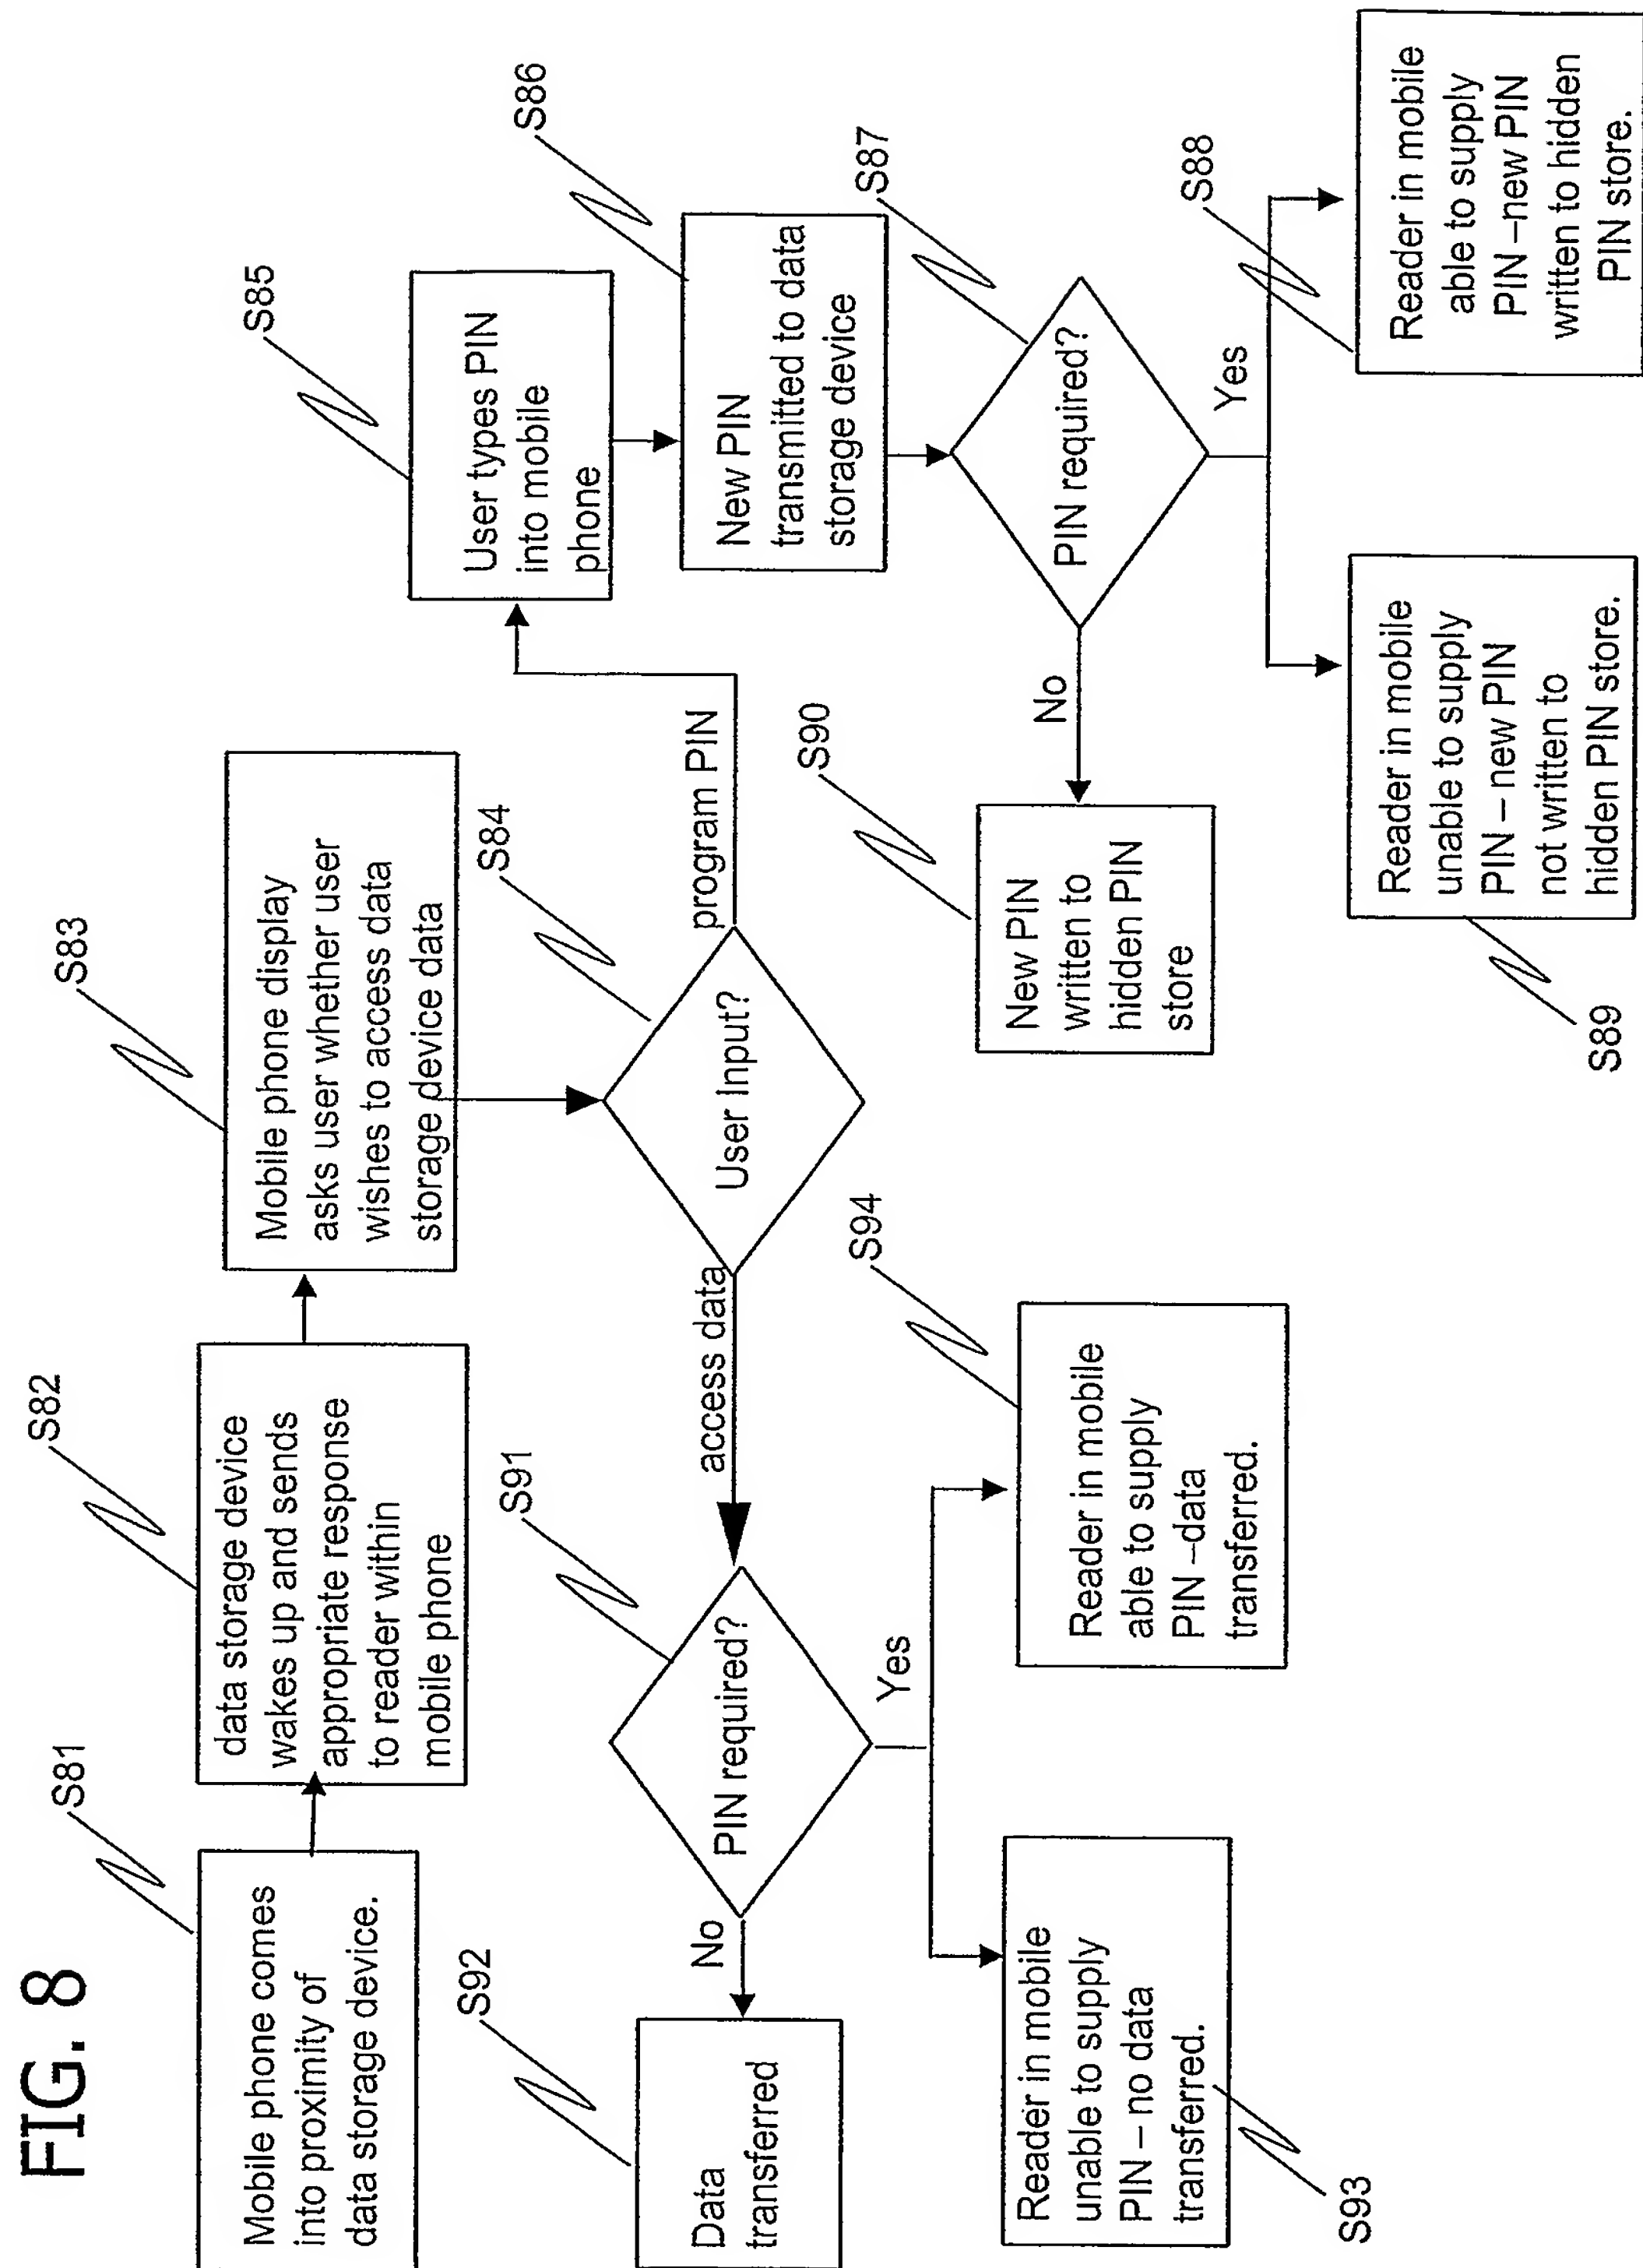 FIG. 8
S81
Mobile phone comes
into proximity of
data storage device.
S82
data storage device
wakes up and sends
appropriate response
to reader within
mobile phone
S83
Mobile phone display
asks user whether user
wishes to access data
storage device data
S84
User Input?
program PIN
access data
S85
User types PIN
into mobile
phone
S86
New PIN
transmitted to data
storage device
S87
PIN required?
Yes
No
S88
Reader in mobile
able to supply
PIN –new PIN
written to hidden
PIN store.
S89
Reader in mobile
unable to supply
PIN – new PIN
not written to
hidden PIN store.
S90
New PIN
written to
hidden PIN
store
S91
PIN required?
No
Yes
S92
Data
transferred
S93
Reader in mobile
unable to supply
PIN – no data
transferred.
S94
Reader in mobile
able to supply
PIN –data
transferred.